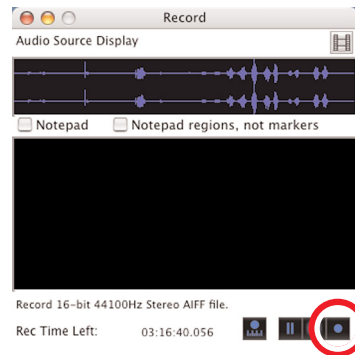 Record
Audio Source Display
Notepad Notepad regions, not markers
Record 16-bit 44100Hz Stereo AIFF file.
Rec Time Left: 03:16:40.056